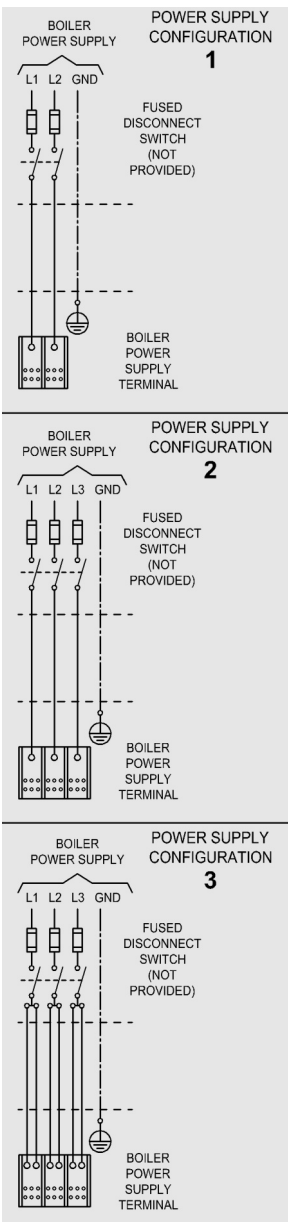 BOILER
POWER SUPPLY
POWER SUPPLY
CONFIGURATION
1
L1 L2 GND
FUSED
DISCONNECT
SWITCH
(NOT
PROVIDED)
BOILER
POWER
SUPPLY
TERMINAL
BOILER
POWER SUPPLY
POWER SUPPLY
CONFIGURATION
2
L1 L2 L3 GND
FUSED
DISCONNECT
SWITCH
(NOT
PROVIDED)
BOILER
POWER
SUPPLY
TERMINAL
BOILER
POWER SUPPLY
POWER SUPPLY
CONFIGURATION
3
L1 L2 L3 GND
FUSED
DISCONNECT
SWITCH
(NOT
PROVIDED)
BOILER
POWER
SUPPLY
TERMINAL